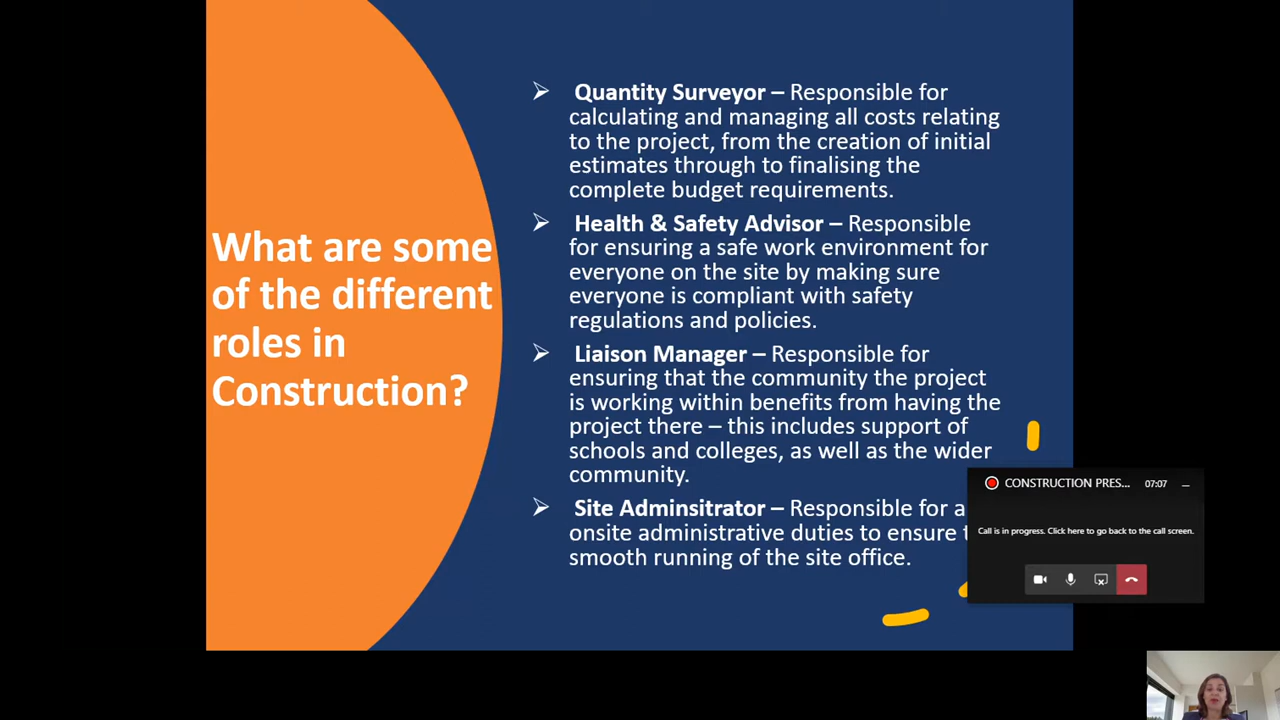 What are some
of the different
roles in
Construction?
➢ Quantity Surveyor – Responsible for
calculating and managing all costs relating
to the project, from the creation of initial
estimates through to finalising the
complete budget requirements.
➢ Health & Safety Advisor – Responsible
for ensuring a safe work environment for
everyone on the site by making sure
everyone is compliant with safety
regulations and policies.
➢ Liaison Manager – Responsible for
ensuring that the community the project
is working within benefits from having the
project there – this includes support of
schools and colleges, as well as the wider
community.
➢ Site Adminsitrator – Responsible for
onsite administrative duties to ensure
smooth running of the site office.
CONSTRUCTION PRES... 07:07
Call is in progress. Click here to go back to the call screen.